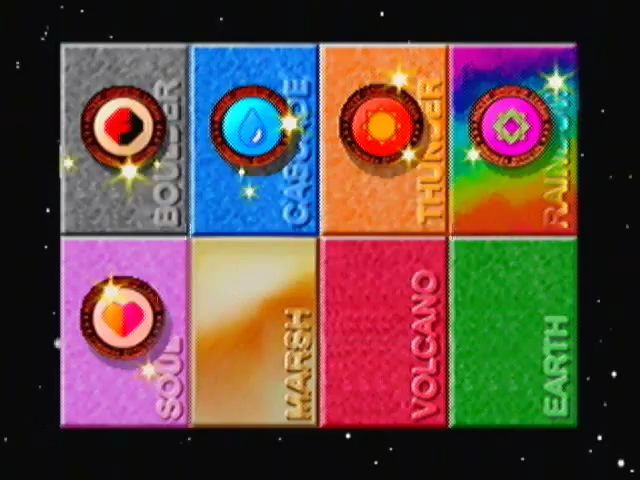 BOULDER
CASCADE
THUNDER
RAINBOW
SOUL
MARSH
VOLCANO
EARTH